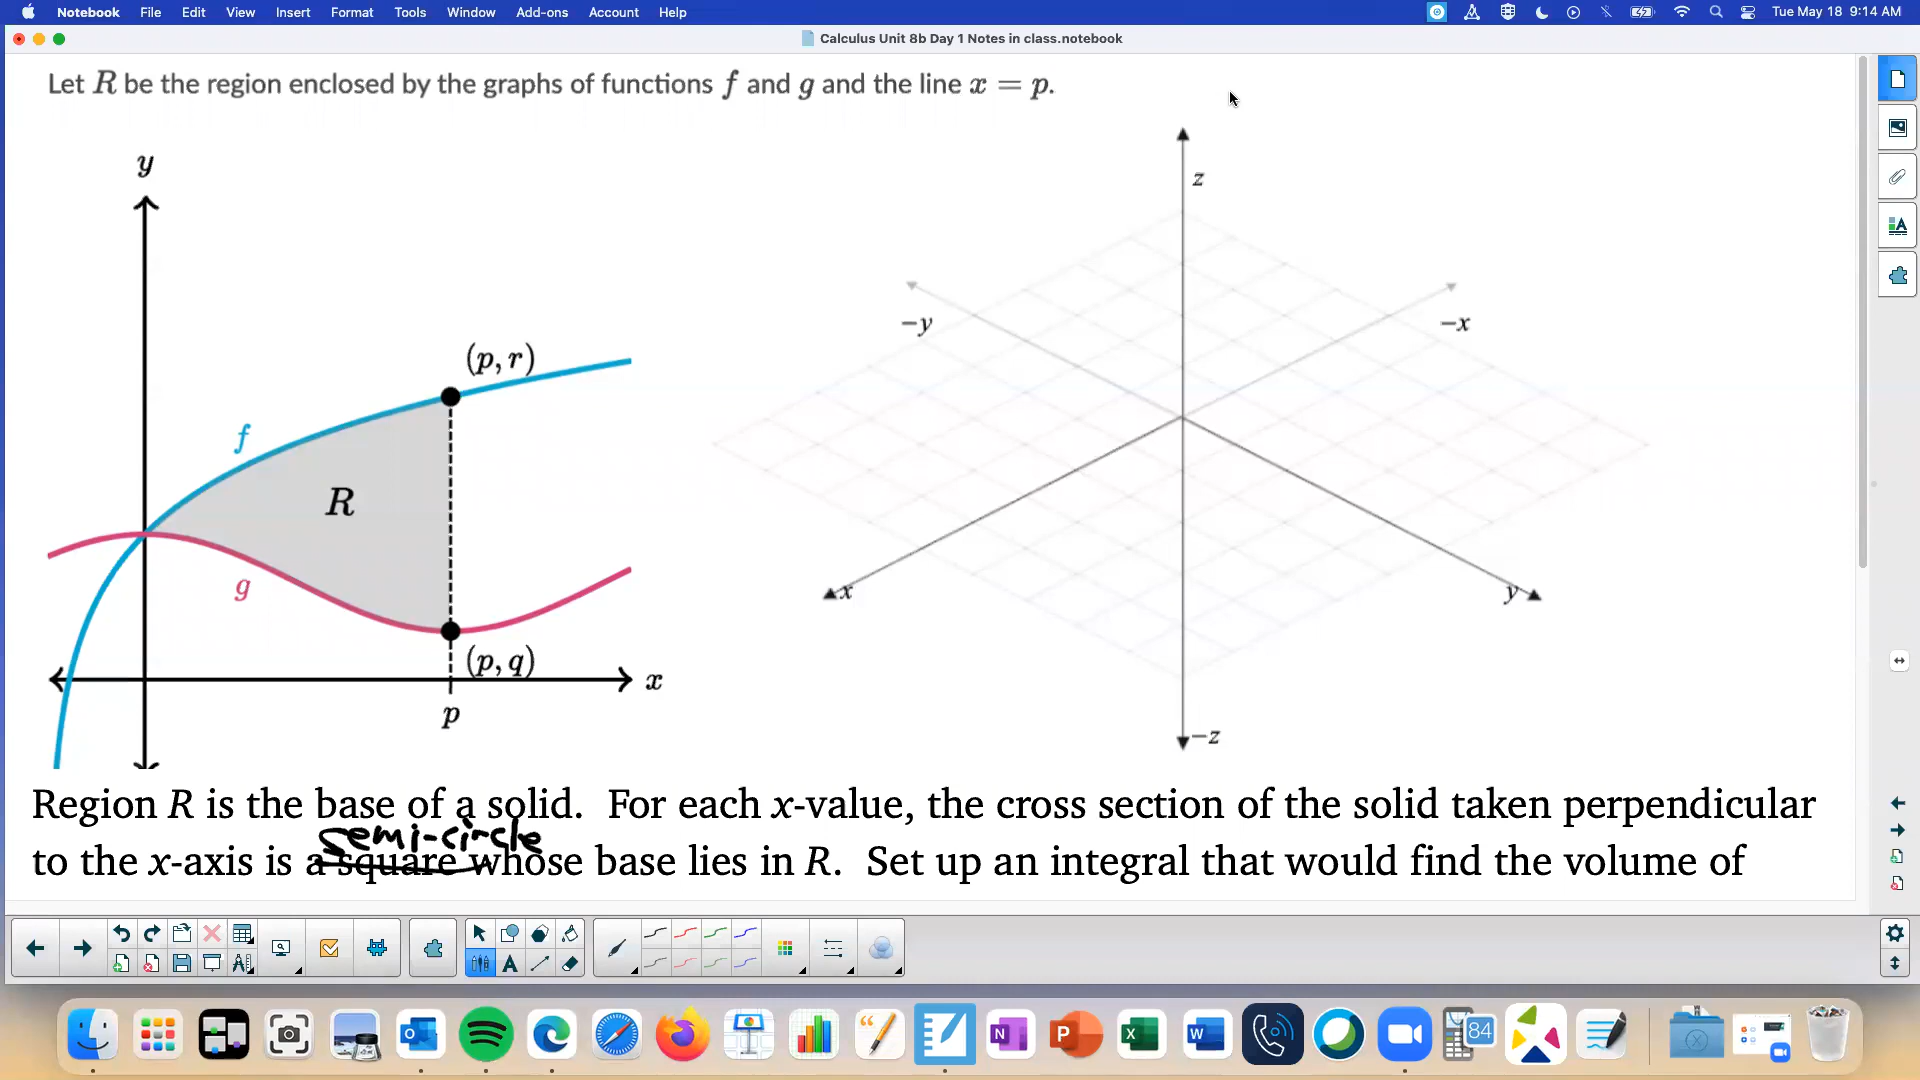 Notebook File Edit View Insert Format Tools Window Add-ons Account Help Tue May 18 9:14 AM
Calculus Unit 8b Day 1 Notes in class.notebook
Let R be the region enclosed by the graphs of functions f and g and the line x = p.
y
(p, r)
f
R
g
(p, q)
x
p
z
−y
−x
x
y
−z
Region R is the base of a solid. For each x-value, the cross section of the solid taken perpendicular
semi-circle
to the x-axis is a square whose base lies in R. Set up an integral that would find the volume of
A
A
N
P
X
W
84
X